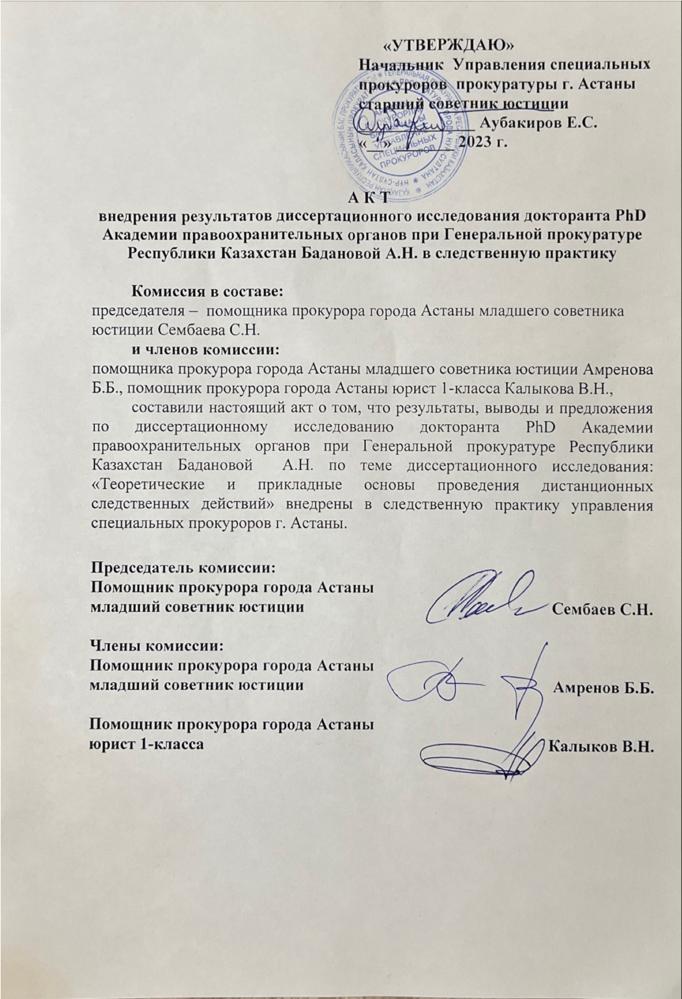 «УТВЕРЖДАЮ»
Начальник Управления специальных
прокуроров прокуратуры г. Астаны
старший советник юстиции
____________ Аубакиров Е.С.
«__» _______ 2023 г.
УПРАВЛЕНИЕ
СПЕЦИАЛЬНЫХ
ПРОКУРОРОВ
А К Т
внедрения результатов диссертационного исследования докторанта PhD
Академии правоохранительных органов при Генеральной прокуратуре
Республики Казахстан Бадановой А.Н. в следственную практику
Комиссия в составе:
председателя – помощника прокурора города Астаны младшего советника
юстиции Сембаева С.Н.
и членов комиссии:
помощника прокурора города Астаны младшего советника юстиции Амренова
Б.Б., помощник прокурора города Астаны юрист 1-класса Калыкова В.Н.,
составили настоящий акт о том, что результаты, выводы и предложения
по диссертационному исследованию докторанта PhD Академии
правоохранительных органов при Генеральной прокуратуре Республики
Казахстан Бадановой А.Н. по теме диссертационного исследования:
«Теоретические и прикладные основы проведения дистанционных
следственных действий» внедрены в следственную практику управления
специальных прокуроров г. Астаны.
Председатель комиссии:
Помощник прокурора города Астаны
младший советник юстиции Сембаев С.Н.
Члены комиссии:
Помощник прокурора города Астаны
младший советник юстиции Амренов Б.Б.
Помощник прокурора города Астаны
юрист 1-класса Калыков В.Н.